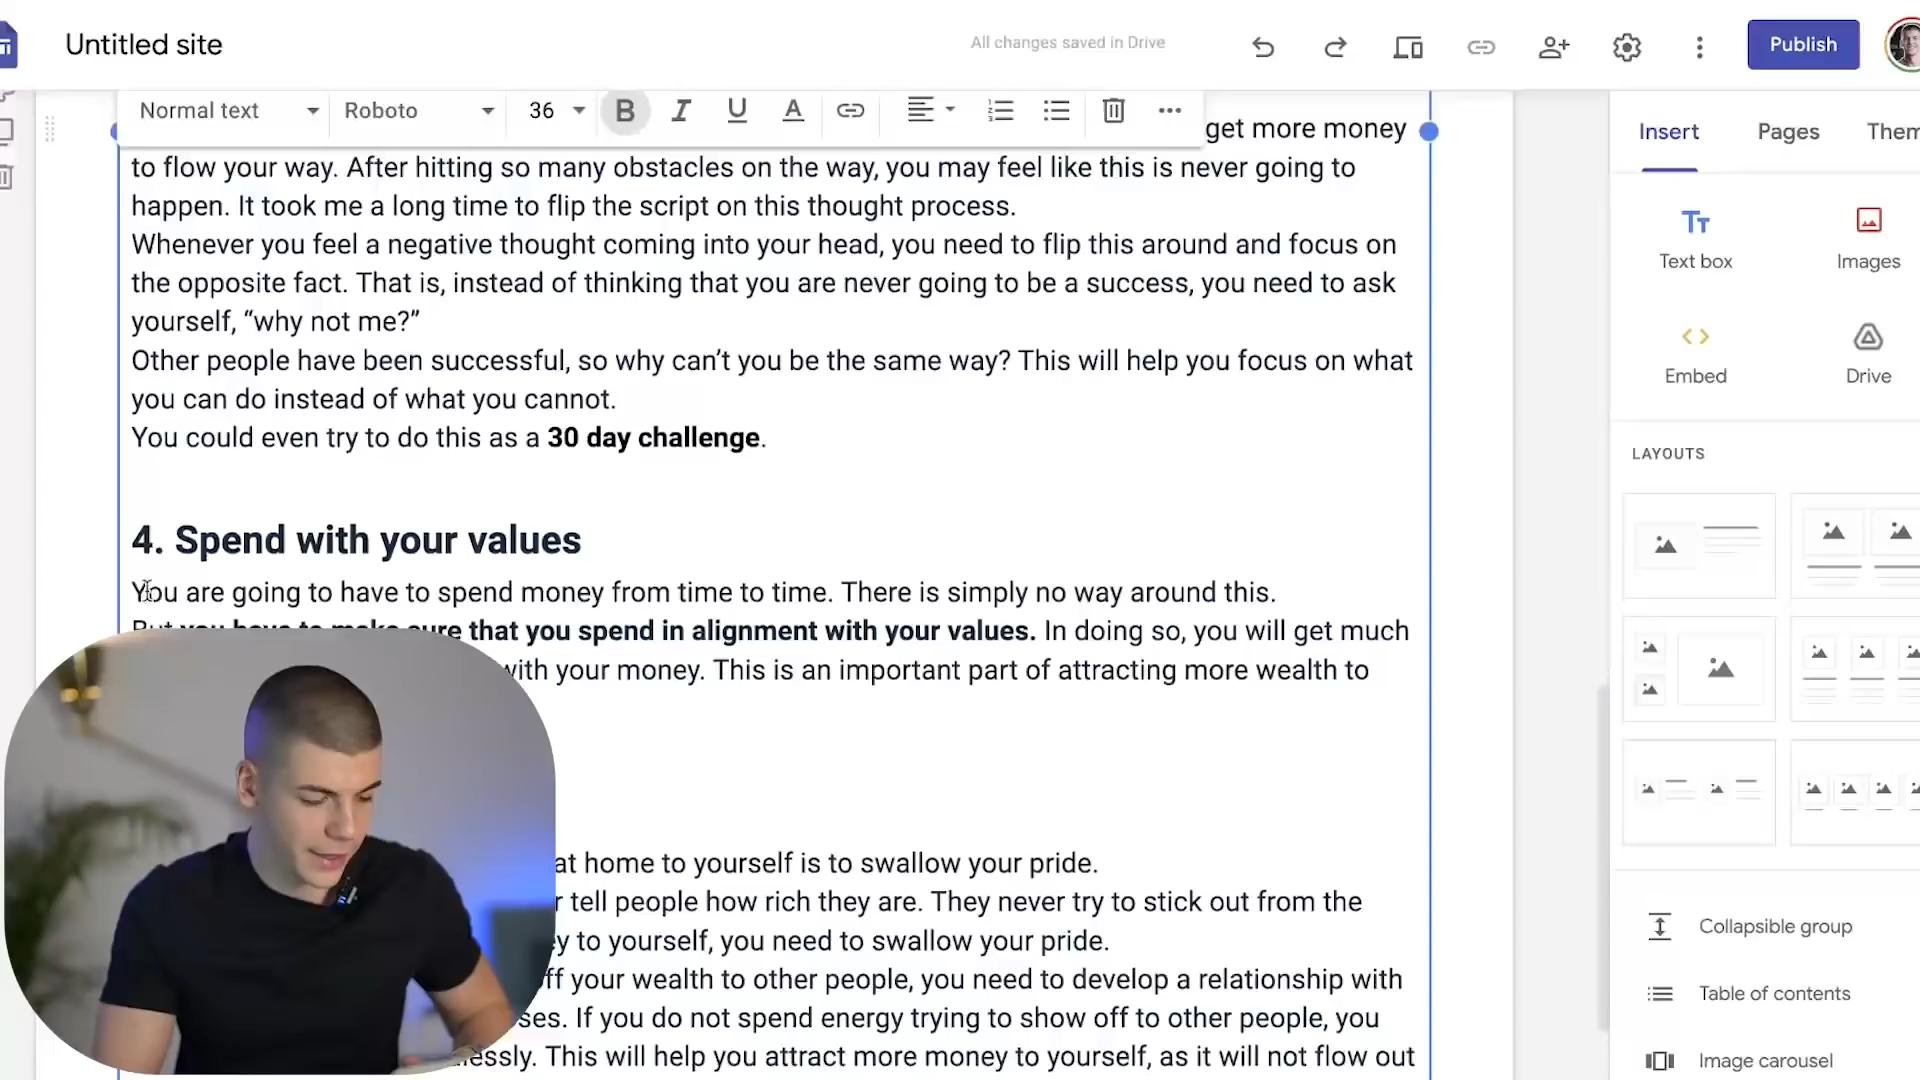 Untitled site
All changes saved in Drive
Publish
Normal text
Roboto
36
B
I
U
A
Insert
Pages
Them
get more money
to flow your way. After hitting so many obstacles on the way, you may feel like this is never going to
happen. It took me a long time to flip the script on this thought process.
Whenever you feel a negative thought coming into your head, you need to flip this around and focus on
the opposite fact. That is, instead of thinking that you are never going to be a success, you need to ask
yourself, “why not me?”
Other people have been successful, so why can’t you be the same way? This will help you focus on what
you can do instead of what you cannot.
You could even try to do this as a 30 day challenge.
4. Spend with your values
You are going to have to spend money from time to time. There is simply no way around this.
But you have to make sure that you spend in alignment with your values. In doing so, you will get much
with your money. This is an important part of attracting more wealth to
at home to yourself is to swallow your pride.
tell people how rich they are. They never try to stick out from the
to yourself, you need to swallow your pride.
off your wealth to other people, you need to develop a relationship with
If you do not spend energy trying to show off to other people, you
This will help you attract more money to yourself, as it will not flow out
Tt
Text box
Images
Embed
Drive
LAYOUTS
Collapsible group
Table of contents
Image carousel